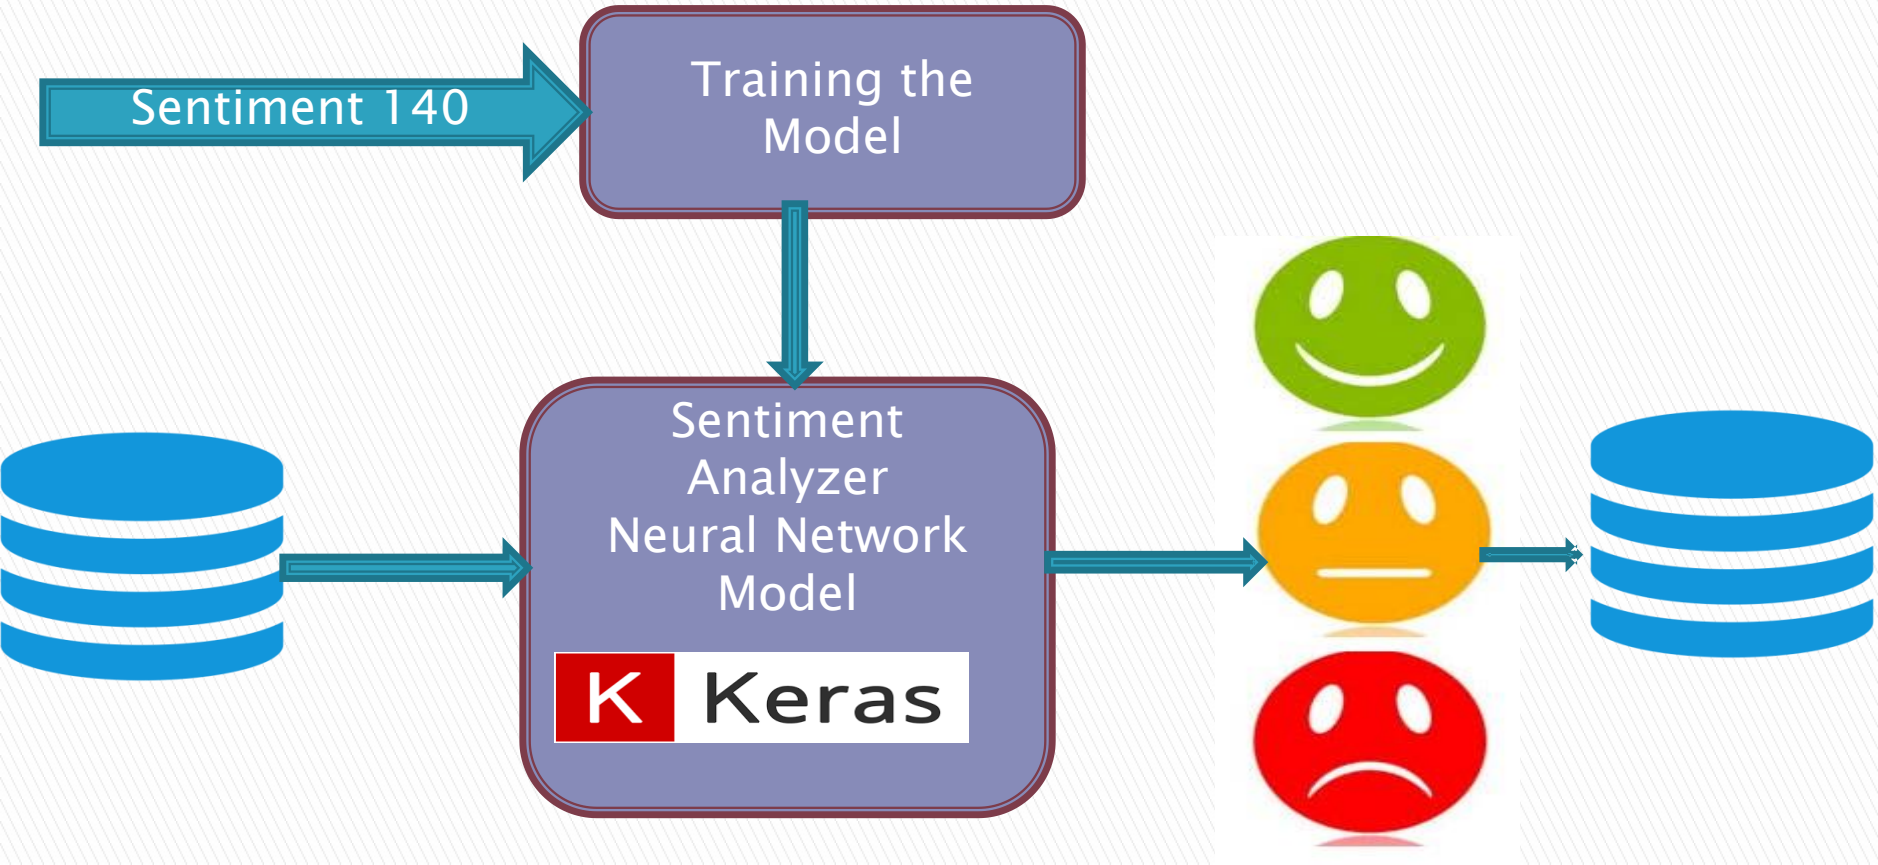 Sentiment 140
Training the
Model
Sentiment
Analyzer
Neural Network
Model
K Keras